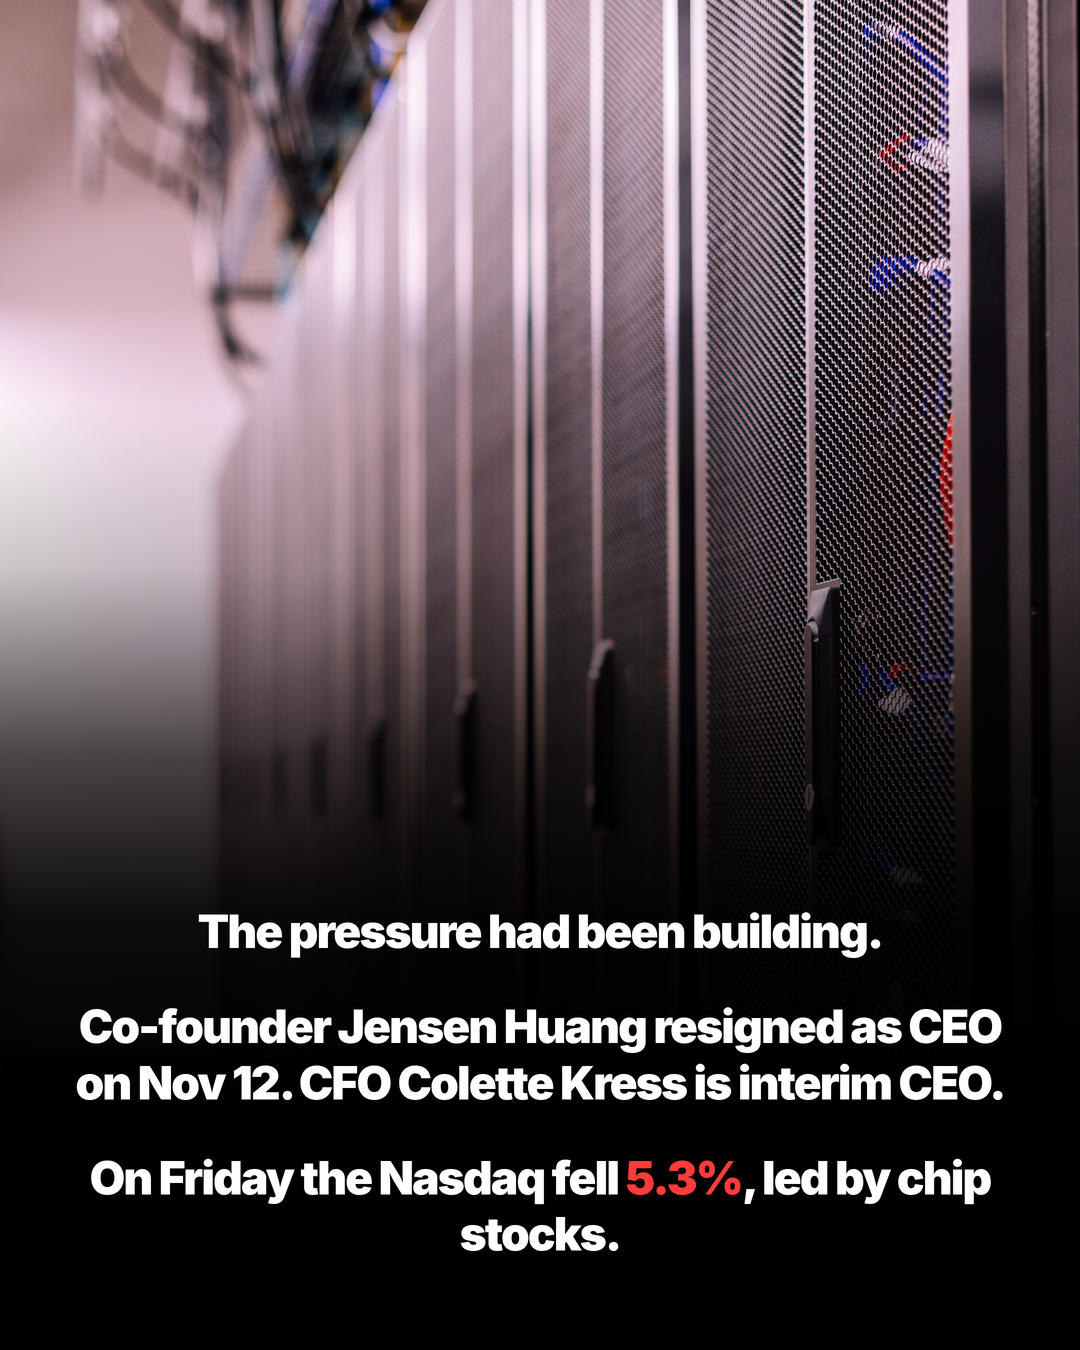 The pressure had been building.
Co-founder Jensen Huang resigned as CEO
on Nov 12. CFO Colette Kress is interim CEO.
On Friday the Nasdaq fell 5.3%, led by chip
stocks.